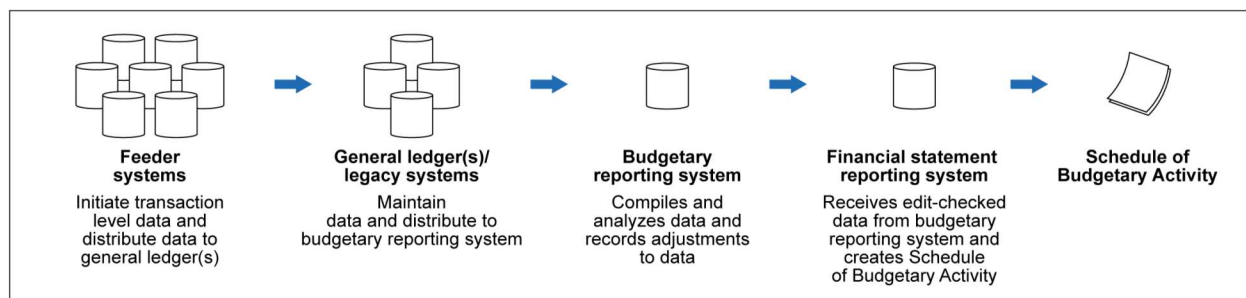 Feeder
systems
Initiate transaction
level data and
distribute data to
general ledger(s)
General ledger(s)/
legacy systems
Maintain
data and distribute to
budgetary reporting system
Budgetary
reporting system
Compiles and
analyzes data and
records adjustments
to data
Financial statement
reporting system
Receives edit-checked
data from budgetary
reporting system and
creates Schedule
of Budgetary Activity
Schedule of
Budgetary Activity